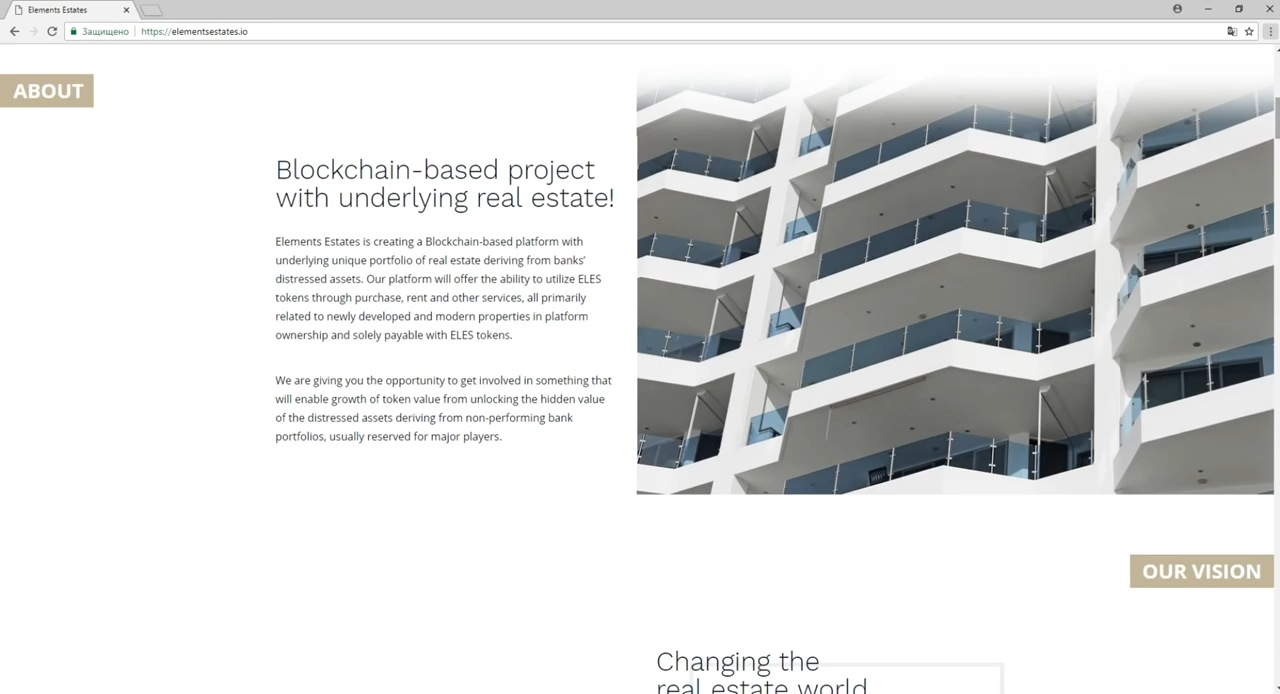 Elements Estates
Защищено
https://elementsestates.io
ABOUT
Blockchain-based project
with underlying real estate!
Elements Estates is creating a Blockchain-based platform with
underlying unique portfolio of real estate deriving from banks'
distressed assets. Our platform will offer the ability to utilize ELES
tokens through purchase, rent and other services, all primarily
related to newly developed and modern properties in platform
ownership and solely payable with ELES tokens.
We are giving you the opportunity to get involved in something that
will enable growth of token value from unlocking the hidden value
of the distressed assets deriving from non-performing bank
portfolios, usually reserved for major players.
OUR VISION
Changing the
real estate world